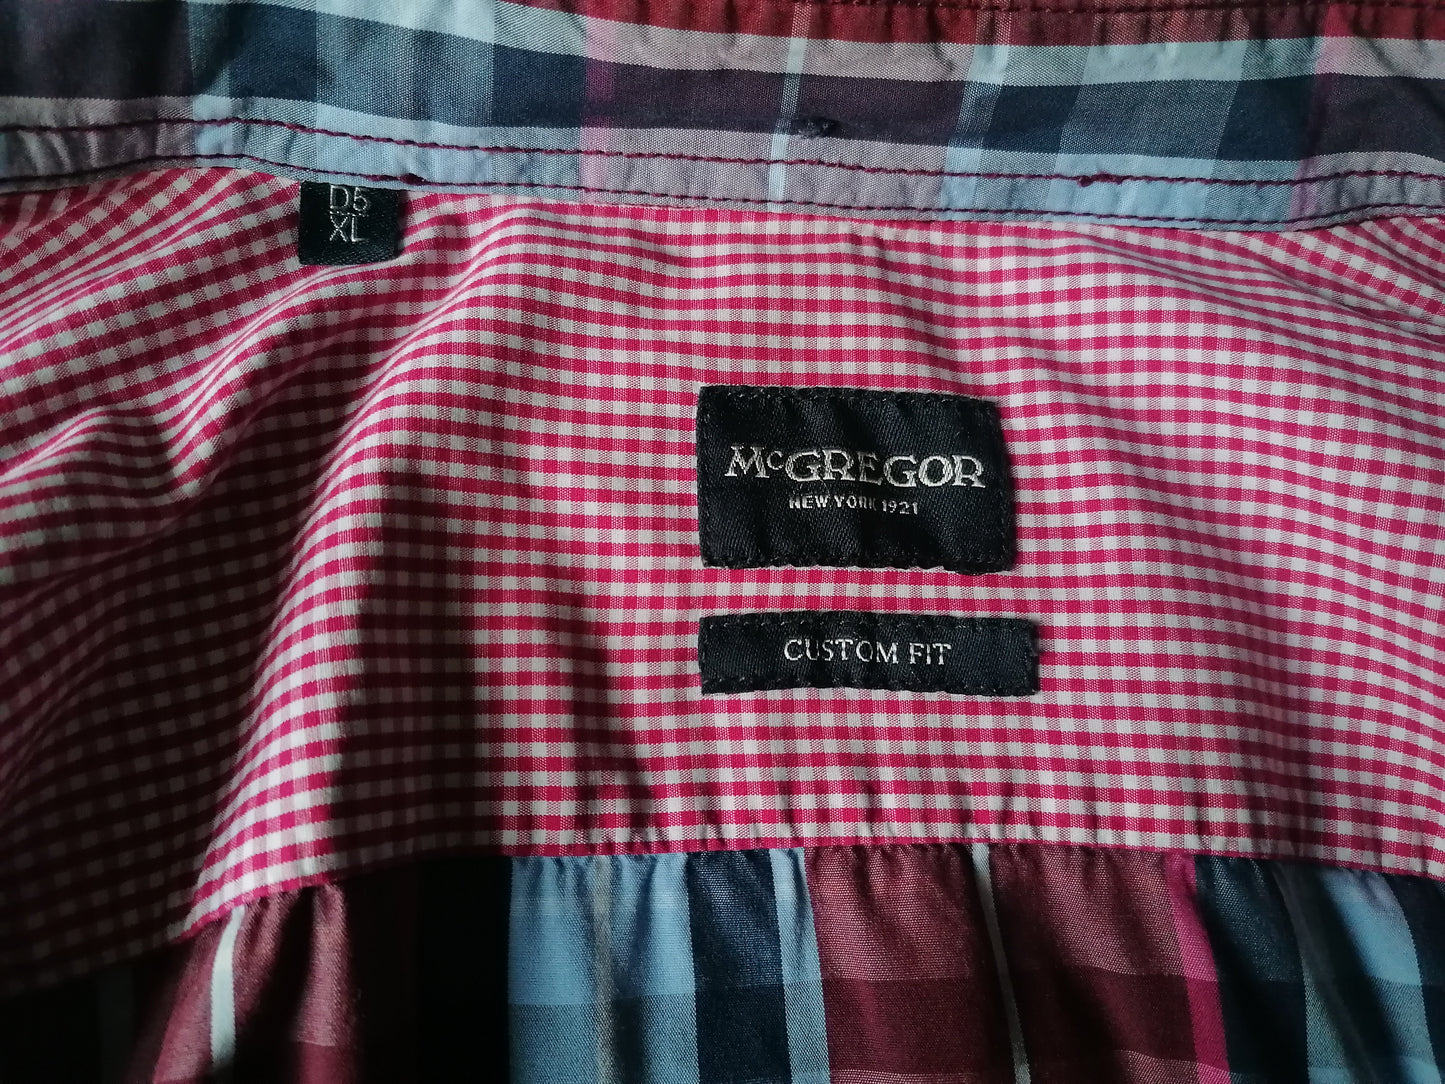 D5
XL
McGREGOR
NEW YORK 1921
CUSTOM FIT